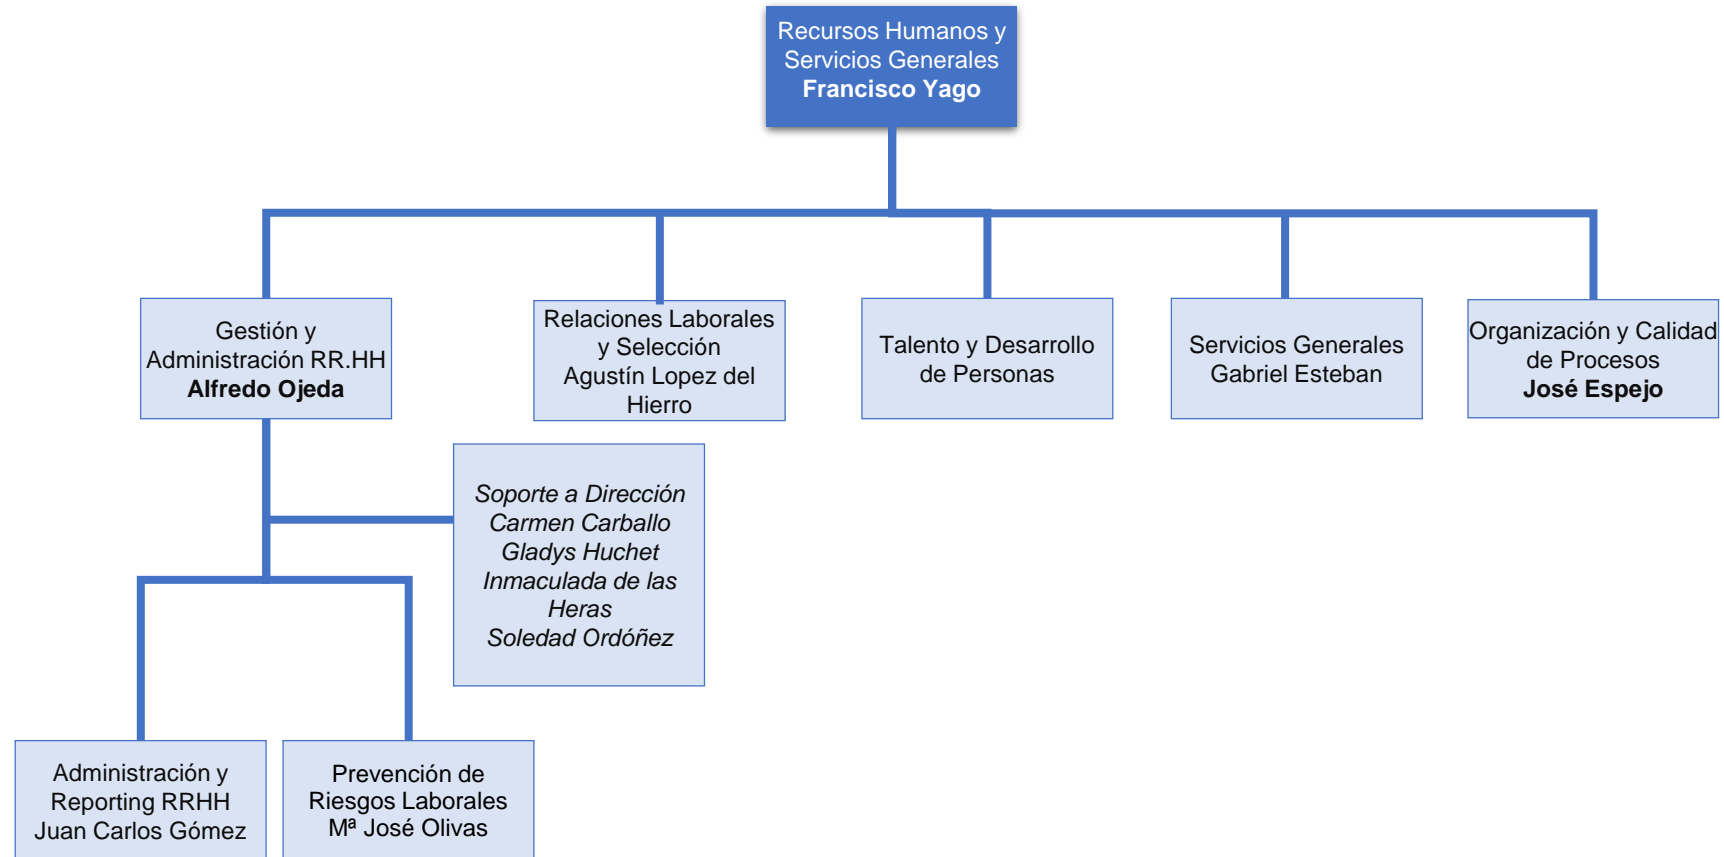 Recursos Humanos y
Servicios Generales
Francisco Yago
Gestión y
Administración RR.HH
Alfredo Ojeda
Relaciones Laborales
y Selección
Agustín Lopez del
Hierro
Talento y Desarrollo
de Personas
Servicios Generales
Gabriel Esteban
Organización y Calidad
de Procesos
José Espejo
Soporte a Dirección
Carmen Carballo
Gladys Huchet
Inmaculada de las
Heras
Soledad Ordóñez
Administración y
Reporting RRHH
Juan Carlos Gómez
Prevención de
Riesgos Laborales
Mª José Olivas